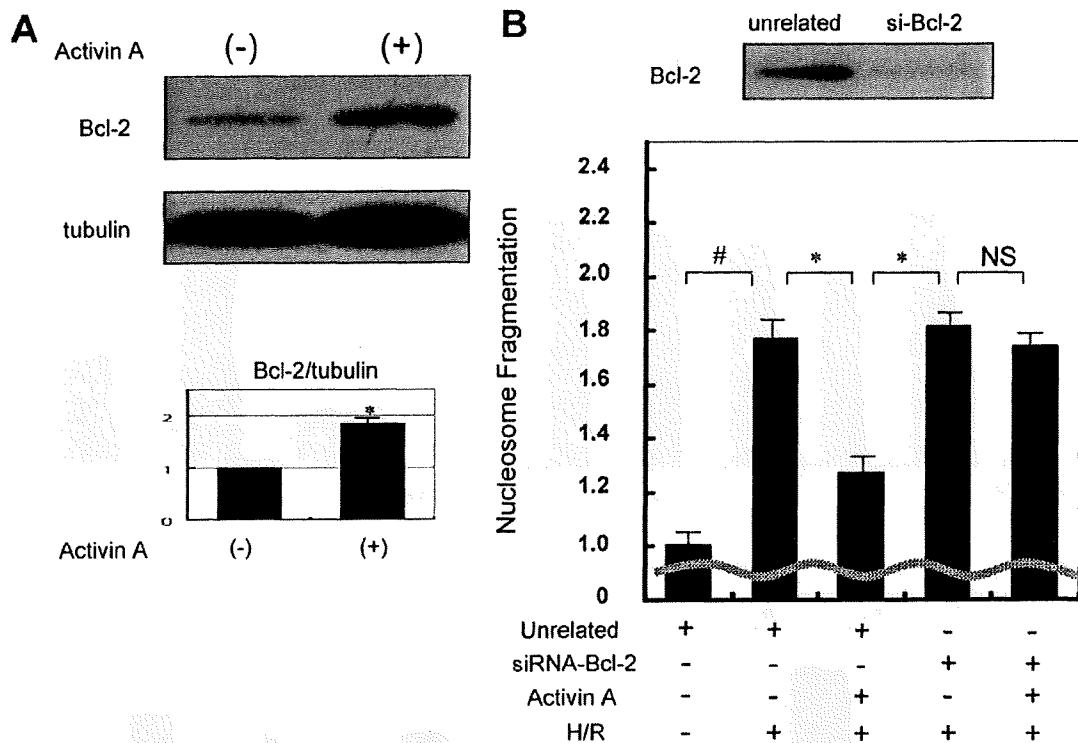 A
Activin A (-) (+)
Bcl-2
tubulin
Bcl-2/tubulin
2
*
1
0
Activin A (-) (+)
B
unrelated si-Bcl-2
Bcl-2
Nucleosome Fragmentation
2.4
2.2
2.0
1.8
1.6
1.4
1.2
1.0
0
# * * NS
Unrelated + + + - -
siRNA-Bcl-2 - - - + +
Activin A - - + - +
H/R - + + + +